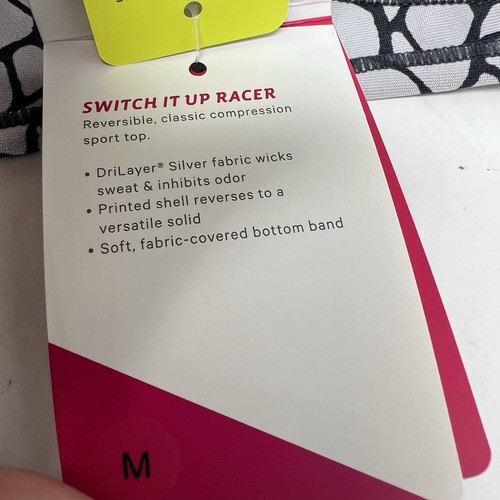 SWITCH IT UP RACER
Reversible, classic compression
sport top.
• DriLayer® Silver fabric wicks
sweat & inhibits odor
• Printed shell reverses to a
versatile solid
• Soft, fabric-covered bottom band
M